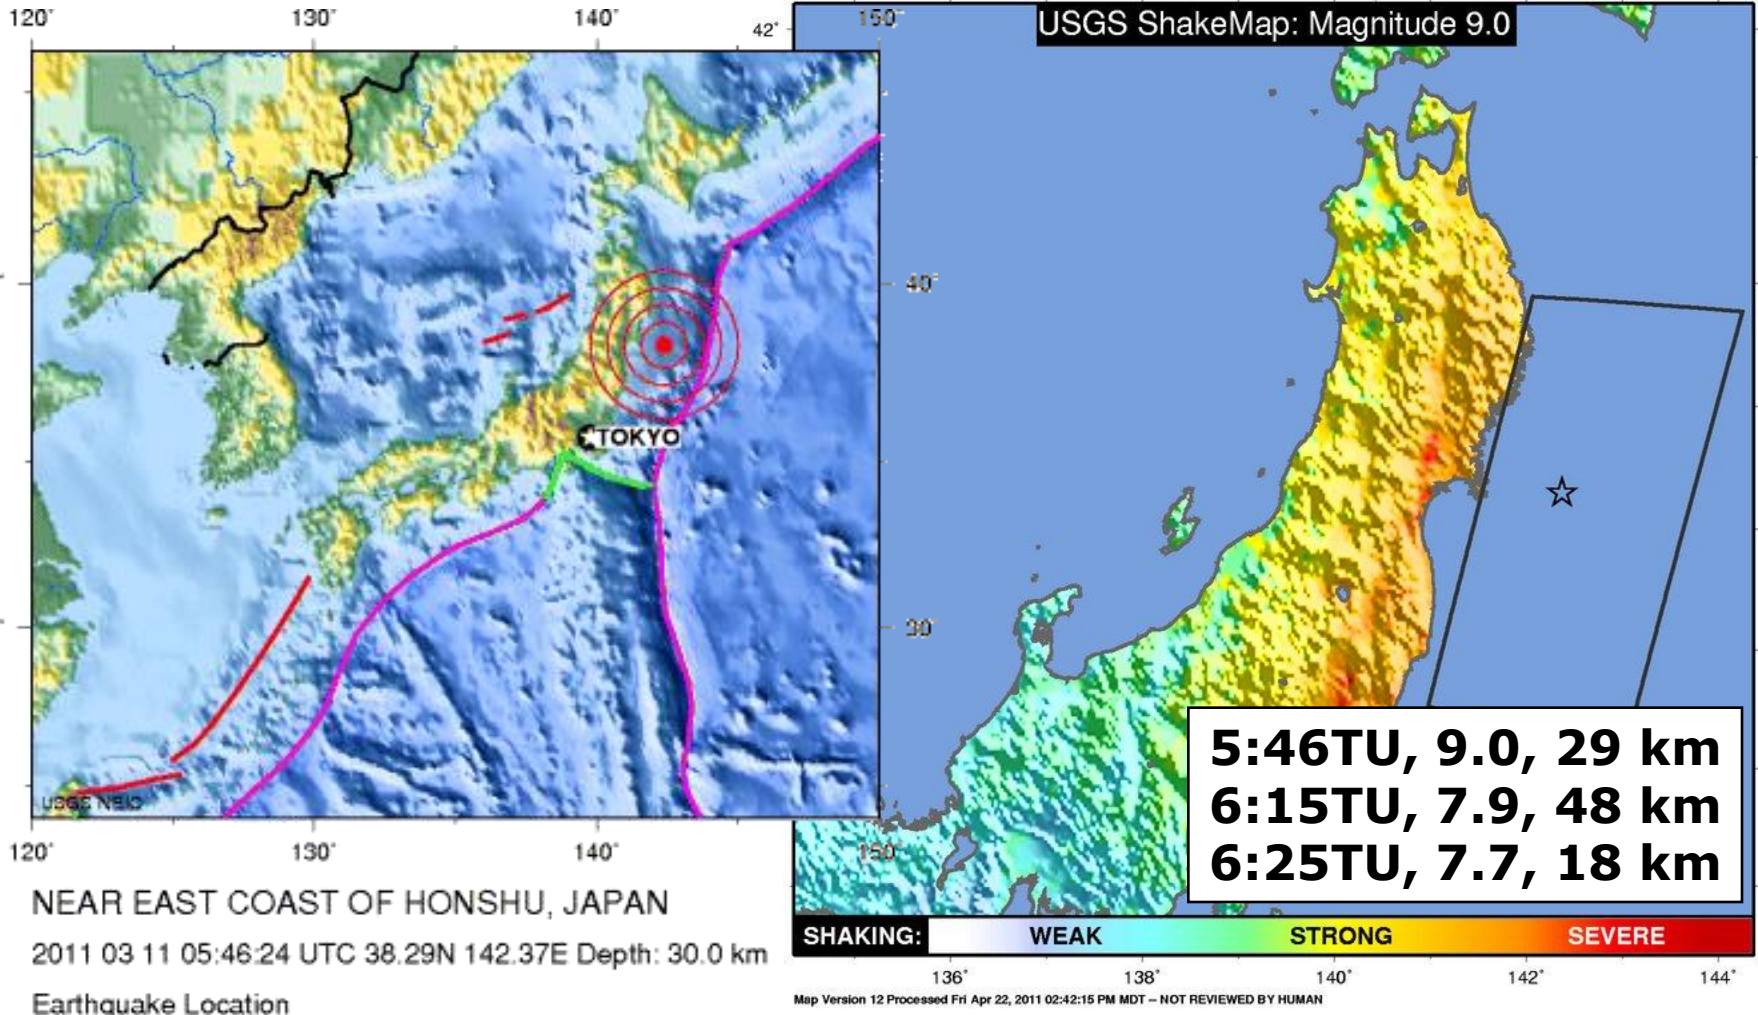 120° 130° 140° 150°
42°
USGS ShakeMap: Magnitude 9.0
40°
TOKYO
30°
USGS NEIC
120° 130° 140° 150°
5:46TU, 9.0, 29 km
6:15TU, 7.9, 48 km
6:25TU, 7.7, 18 km
NEAR EAST COAST OF HONSHU, JAPAN
2011 03 11 05:46:24 UTC 38.29N 142.37E Depth: 30.0 km
Earthquake Location
SHAKING: WEAK STRONG SEVERE
136° 138° 140° 142° 144°
Map Version 12 Processed Fri Apr 22, 2011 02:42:15 PM MDT – NOT REVIEWED BY HUMAN